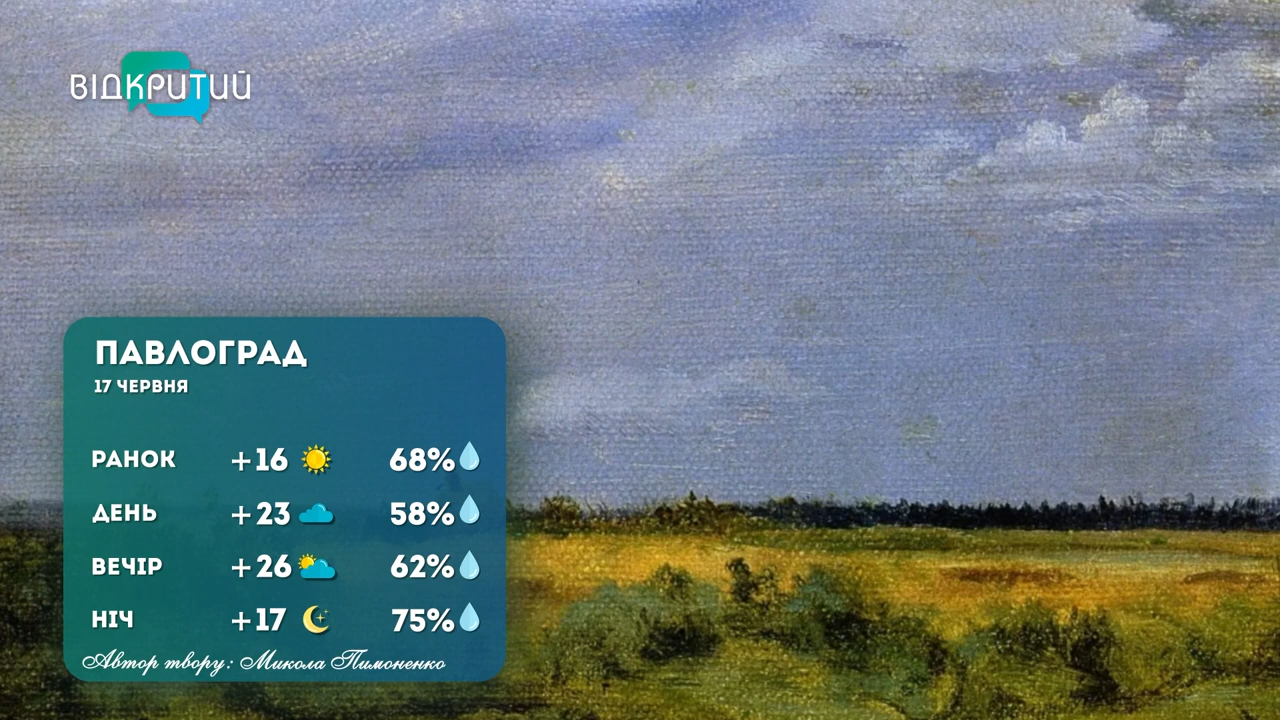 ВІДКРИТИЙ
ПАВЛОГРАД
17 ЧЕРВНЯ
РАНОК +16 68%
ДЕНЬ +23 58%
ВЕЧІР +26 62%
НІЧ +17 75%
Автор твору: Микола Пимоненко